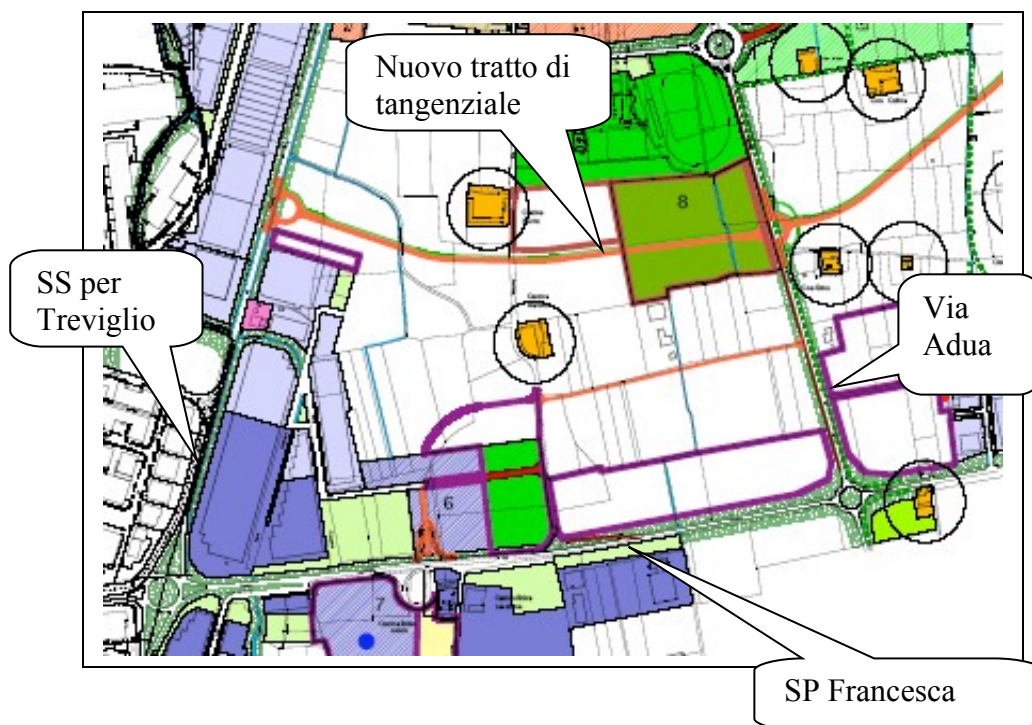 Nuovo tratto di
tangenziale
8
SS per
Treviglio
Via
Adua
6
7
SP Francesca